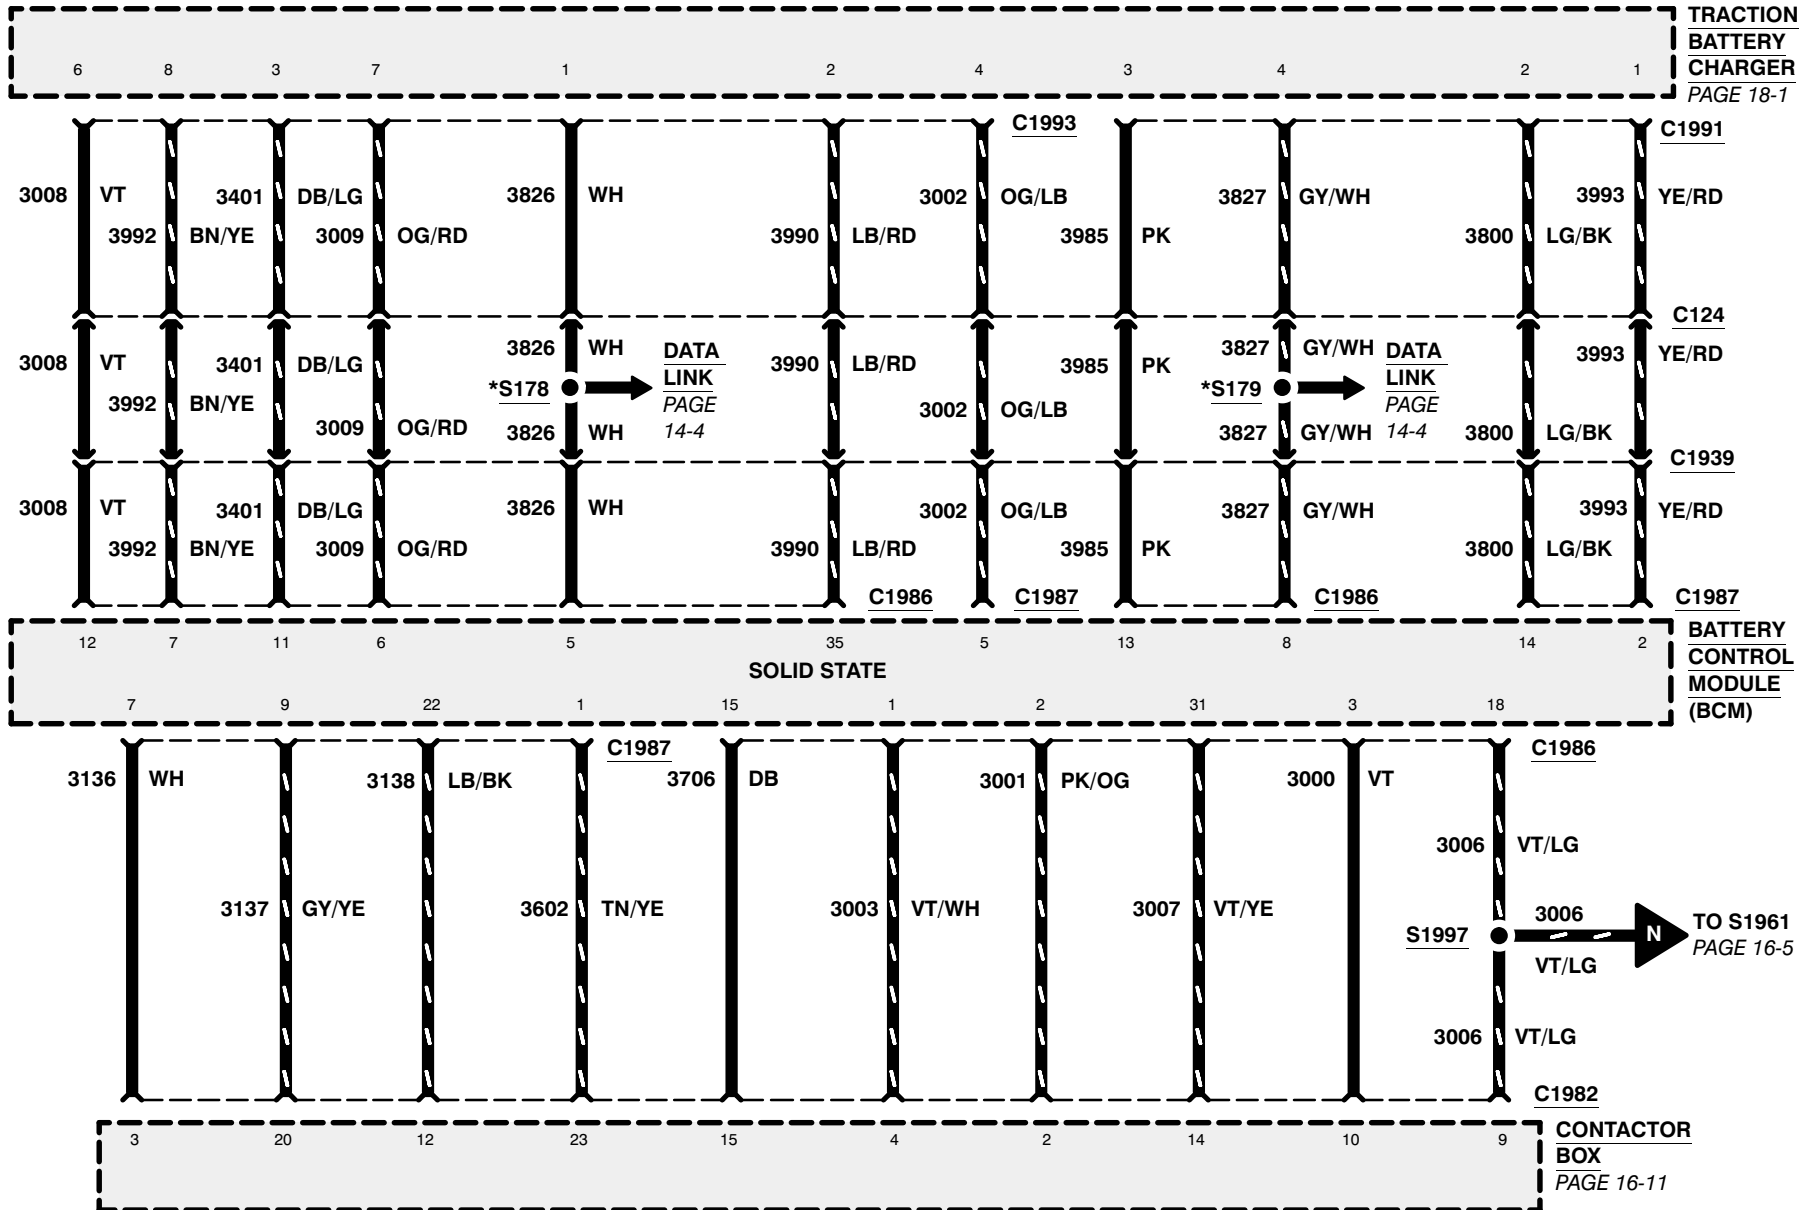 TRACTION
BATTERY
CHARGER
PAGE 18-1
6 8 3 7 1 2 4 3 4 2 1
C1993 C1991
3008 VT 3401 DB/LG 3826 WH 3002 OG/LB 3827 GY/WH 3993 YE/RD
3992 BN/YE 3009 OG/RD 3990 LB/RD 3985 PK 3800 LG/BK
C124
3826 WH DATA 3827 GY/WH DATA 3993 YE/RD
3008 VT 3401 DB/LG LINK 3990 LB/RD 3985 PK LINK
*S178 *S179
3992 BN/YE PAGE 3002 OG/LB PAGE
3009 OG/RD 3826 WH 14-4 3827 GY/WH 14-4 3800 LG/BK
C1939
3008 VT 3401 DB/LG 3826 WH 3002 OG/LB 3827 GY/WH 3993 YE/RD
3992 BN/YE 3009 OG/RD 3990 LB/RD 3985 PK 3800 LG/BK
C1986 C1987 C1986 C1987
12 7 11 6 5 35 5 13 8 14 2
SOLID STATE
BATTERY
CONTROL
MODULE
(BCM)
7 9 22 1 15 1 2 31 3 18
C1987 C1986
3136 WH 3138 LB/BK 3706 DB 3001 PK/OG 3000 VT
3006 VT/LG
3137 GY/YE 3602 TN/YE 3003 VT/WH 3007 VT/YE 3006
S1997 N TO S1961
PAGE 16-5
VT/LG
3006 VT/LG
C1982
3 20 12 23 15 4 2 14 10 9
CONTACTOR
BOX
PAGE 16-11